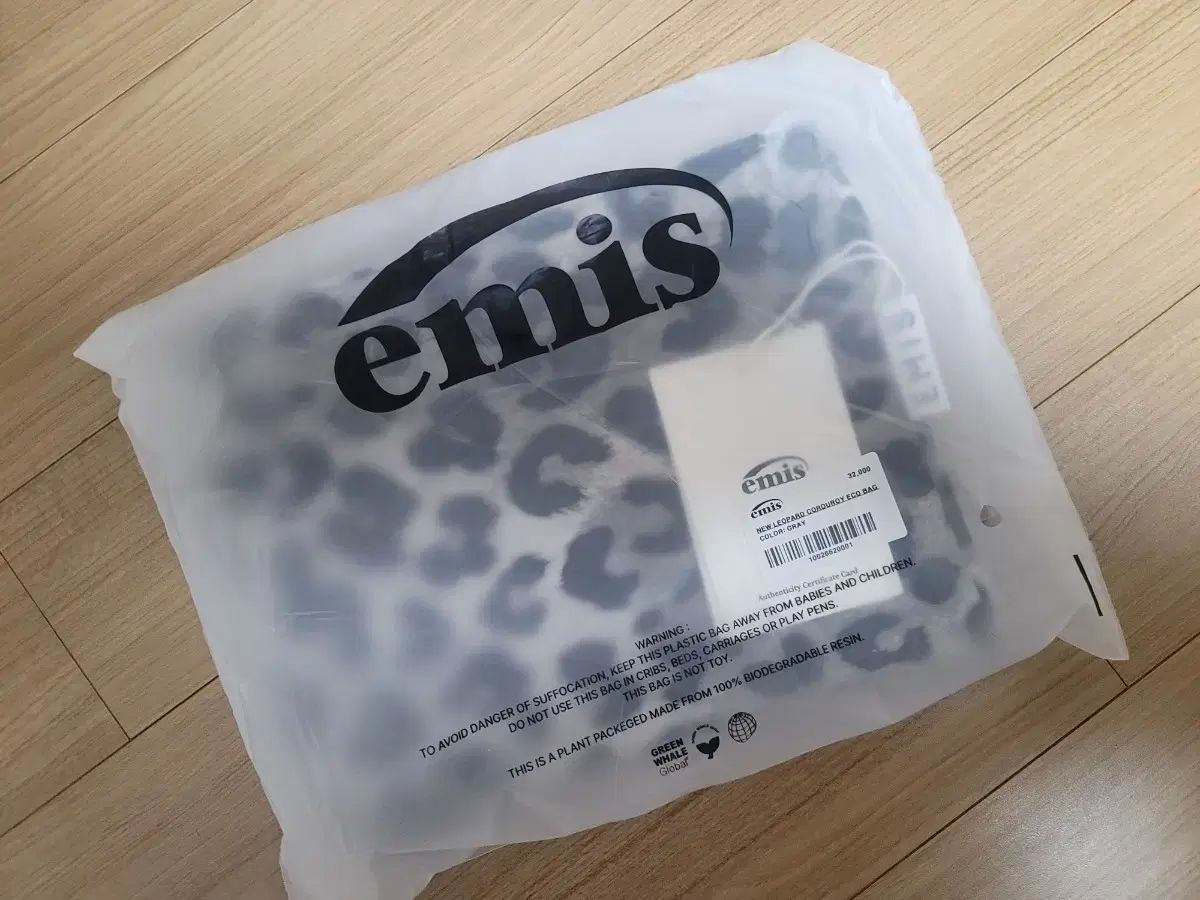 emis
EMIS
emis
32,000
emis
NEW LEOPARD CORDUROY ECO BAG
COLOR: GRAY
10026620001
Authenticity Certificate Card
WARNING :
TO AVOID DANGER OF SUFFOCATION, KEEP THIS PLASTIC BAG AWAY FROM BABIES AND CHILDREN.
DO NOT USE THIS BAG IN CRIBS, BEDS, CARRIAGES OR PLAY PENS.
THIS BAG IS NOT TOY.
THIS IS A PLANT PACKEGED MADE FROM 100% BIODEGRADABLE RESIN.
GREEN
WHALE
Global